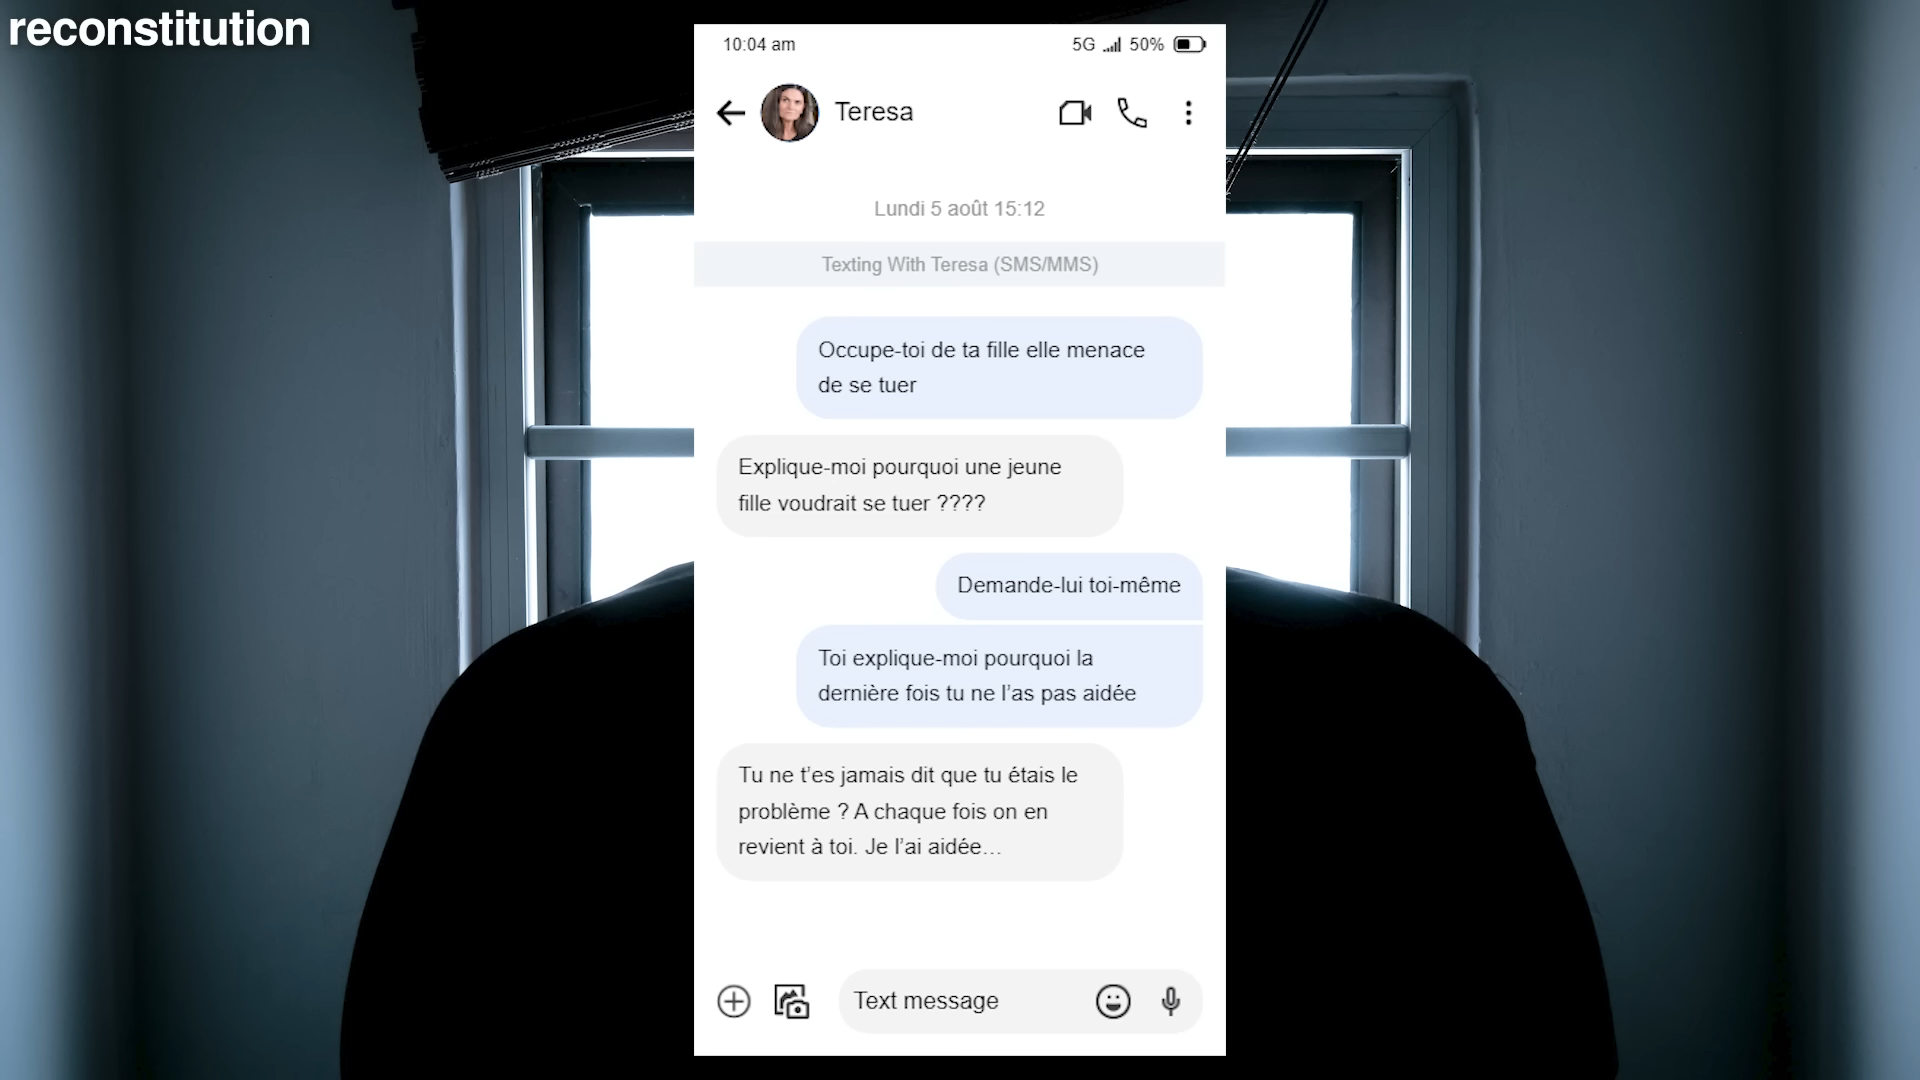 reconstitution
10:04 am
5G
50%
Teresa
Lundi 5 août 15:12
Texting With Teresa (SMS/MMS)
Occupe-toi de ta fille elle menace
de se tuer
Explique-moi pourquoi une jeune
fille voudrait se tuer ????
Demande-lui toi-même
Toi explique-moi pourquoi la
dernière fois tu ne l’as pas aidée
Tu ne t’es jamais dit que tu étais le
problème ? A chaque fois on en
revient à toi. Je l’ai aidée…
Text message